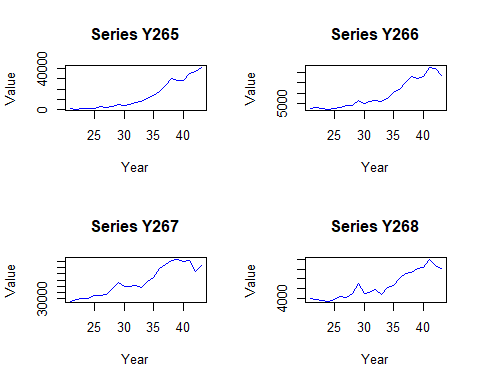 Series Y265
Value
0
40000
25 30 35 40
Year
Series Y266
Value
5000
25 30 35 40
Year
Series Y267
Value
30000
25 30 35 40
Year
Series Y268
Value
4000
25 30 35 40
Year